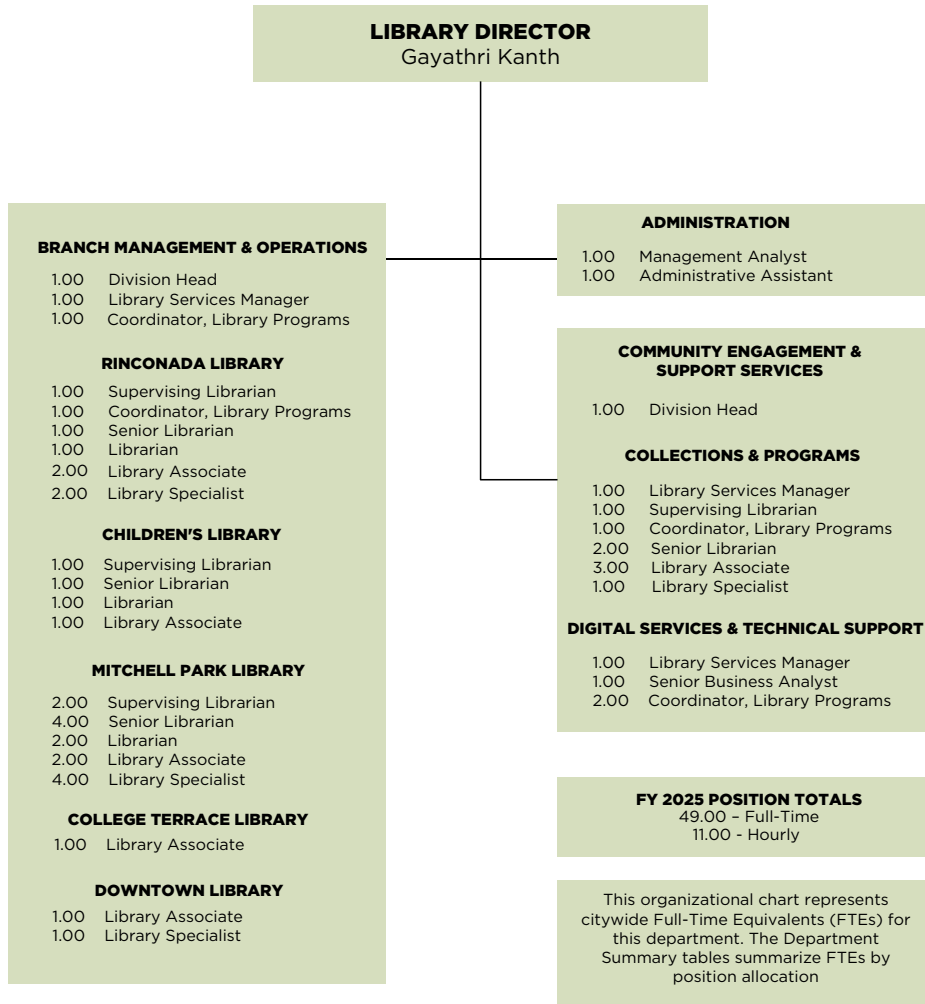 LIBRARY DIRECTOR
Gayathri Kanth
BRANCH MANAGEMENT & OPERATIONS
1.00 Division Head
1.00 Library Services Manager
1.00 Coordinator, Library Programs
RINCONADA LIBRARY
1.00 Supervising Librarian
1.00 Coordinator, Library Programs
1.00 Senior Librarian
1.00 Librarian
2.00 Library Associate
2.00 Library Specialist
CHILDREN'S LIBRARY
1.00 Supervising Librarian
1.00 Senior Librarian
1.00 Librarian
1.00 Library Associate
MITCHELL PARK LIBRARY
2.00 Supervising Librarian
4.00 Senior Librarian
2.00 Librarian
2.00 Library Associate
4.00 Library Specialist
COLLEGE TERRACE LIBRARY
1.00 Library Associate
DOWNTOWN LIBRARY
1.00 Library Associate
1.00 Library Specialist
ADMINISTRATION
1.00 Management Analyst
1.00 Administrative Assistant
COMMUNITY ENGAGEMENT &
SUPPORT SERVICES
1.00 Division Head
COLLECTIONS & PROGRAMS
1.00 Library Services Manager
1.00 Supervising Librarian
1.00 Coordinator, Library Programs
2.00 Senior Librarian
3.00 Library Associate
1.00 Library Specialist
DIGITAL SERVICES & TECHNICAL SUPPORT
1.00 Library Services Manager
1.00 Senior Business Analyst
2.00 Coordinator, Library Programs
FY 2025 POSITION TOTALS
49.00 – Full-Time
11.00 - Hourly
This organizational chart represents
citywide Full-Time Equivalents (FTEs) for
this department. The Department
Summary tables summarize FTEs by
position allocation